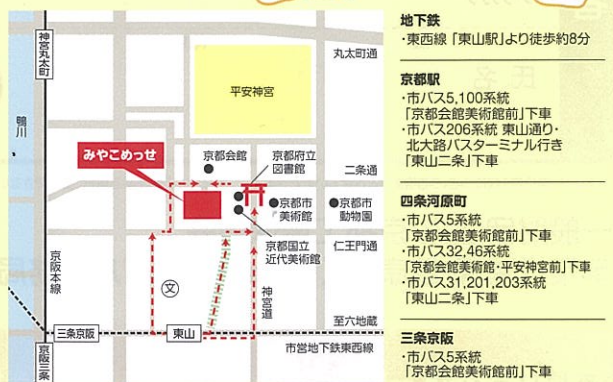 神宮丸太町
丸太町通
平安神宮
鴨川
みやこめっせ
京都会館
京都府立
図書館
二条通
京都市
美術館
京都市
動物園
京都国立
近代美術館
仁王門通
京阪本線
文
神宮道
至六地蔵
三条京阪
東山
市営地下鉄東西線
京阪三条
地下鉄
・東西線「東山駅」より徒歩約8分
京都駅
・市バス5,100系統
「京都会館美術館前」下車
・市バス206系統 東山通り・
北大路バスターミナル行き
「東山二条」下車
四条河原町
・市バス5系統
「京都会館美術館前」下車
・市バス32,46系統
「京都会館美術館・平安神宮前」下車
・市バス31,201,203系統
「東山二条」下車
三条京阪
・市バス5系統
「京都会館美術館前」下車